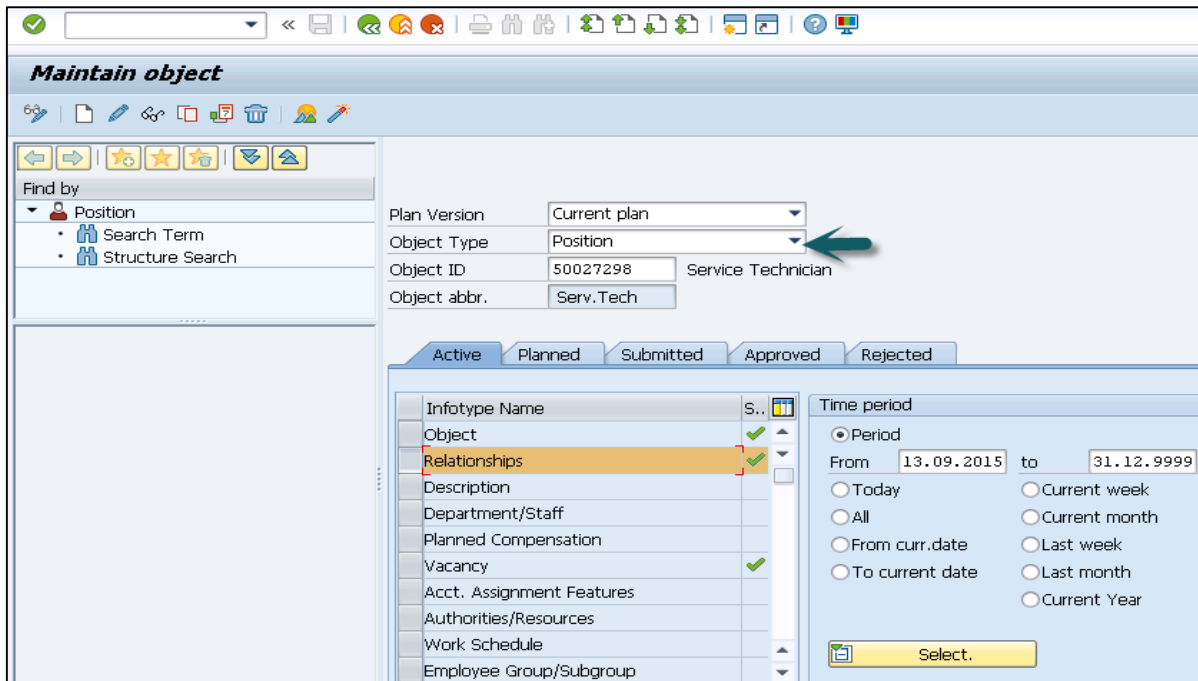 Maintain object
Find by
Position
Search Term
Structure Search
Plan Version Current plan
Object Type Position
Object ID 50027298 Service Technician
Object abbr. Serv.Tech
Active Planned Submitted Approved Rejected
Infotype Name S..
Object
Relationships
Description
Department/Staff
Planned Compensation
Vacancy
Acct. Assignment Features
Authorities/Resources
Work Schedule
Employee Group/Subgroup
Time period
Period
From 13.09.2015 to 31.12.9999
Today Current week
All Current month
From curr.date Last week
To current date Last month
Current Year
Select.